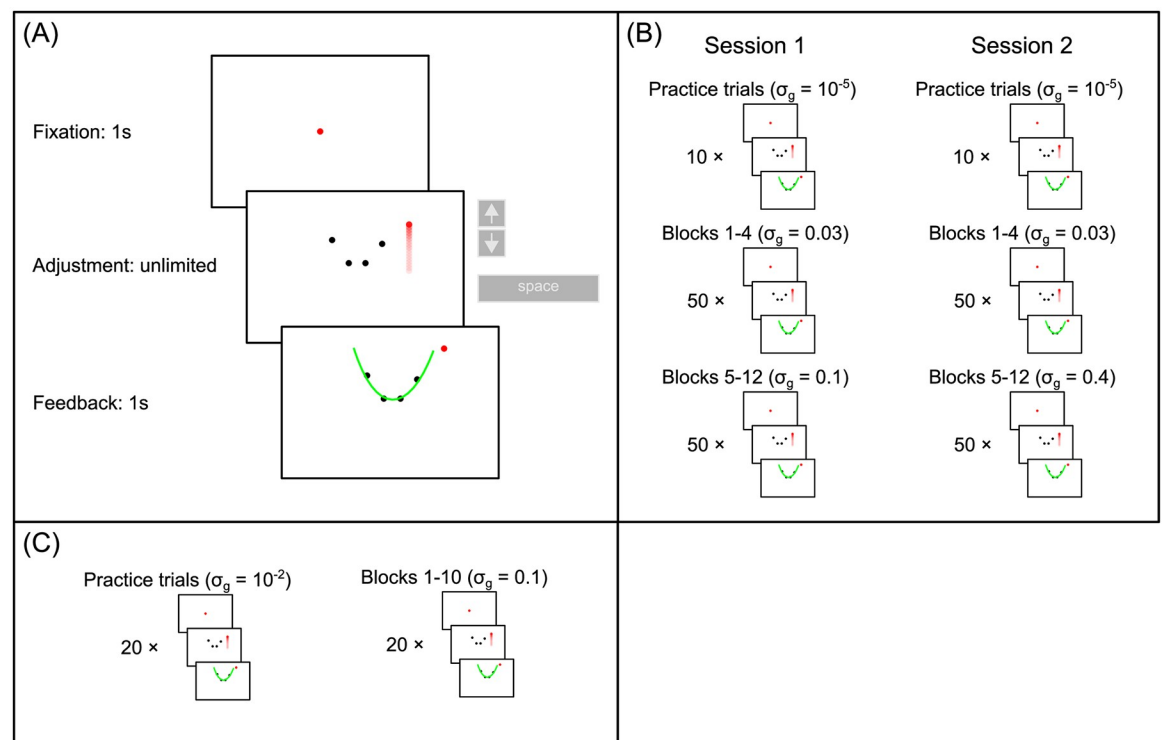 (A)
Fixation: 1s
Adjustment: unlimited
space
Feedback: 1s
(B)
Session 1
Session 2
Practice trials (σg = 10-5)
Practice trials (σg = 10-5)
10 ×
10 ×
Blocks 1-4 (σg = 0.03)
Blocks 1-4 (σg = 0.03)
50 ×
50 ×
Blocks 5-12 (σg = 0.1)
Blocks 5-12 (σg = 0.4)
50 ×
50 ×
(C)
Practice trials (σg = 10-2)
Blocks 1-10 (σg = 0.1)
20 ×
20 ×